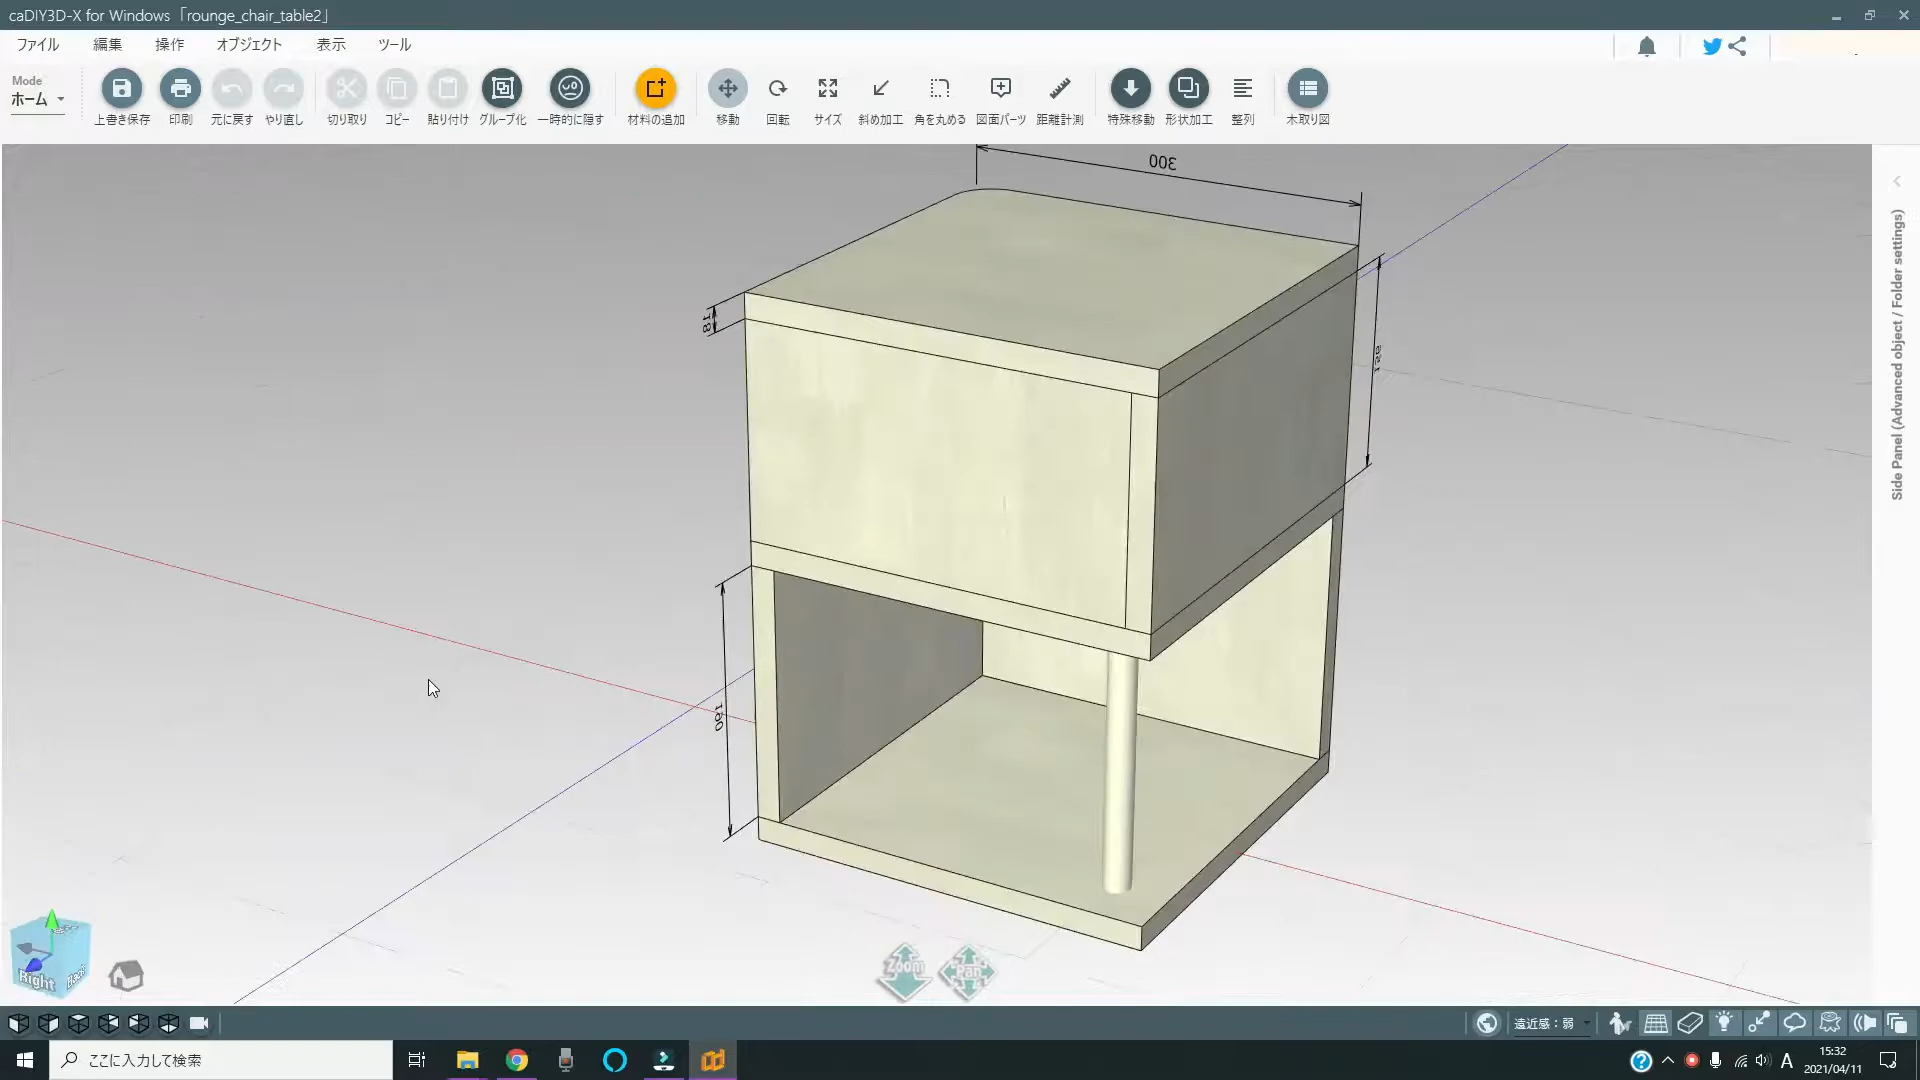 caDIY3D-X for Windows「rounge_chair_table2」
ファイル 編集 操作 オブジェクト 表示 ツール
Mode
ホーム
上書き保存 印刷 元に戻す やり直し 切り取り コピー 貼り付け グループ化 一時的に隠す 材料の追加 移動 回転 サイズ 斜め加工 角を丸める 図面パーツ 距離計測 特殊移動 形状加工 整列 木取り図
300
18
160
Side Panel (Advanced object / Folder settings)
Right
Back
Zoom
Pan
遠近感：弱
ここに入力して検索
A
15:32
2021/04/11